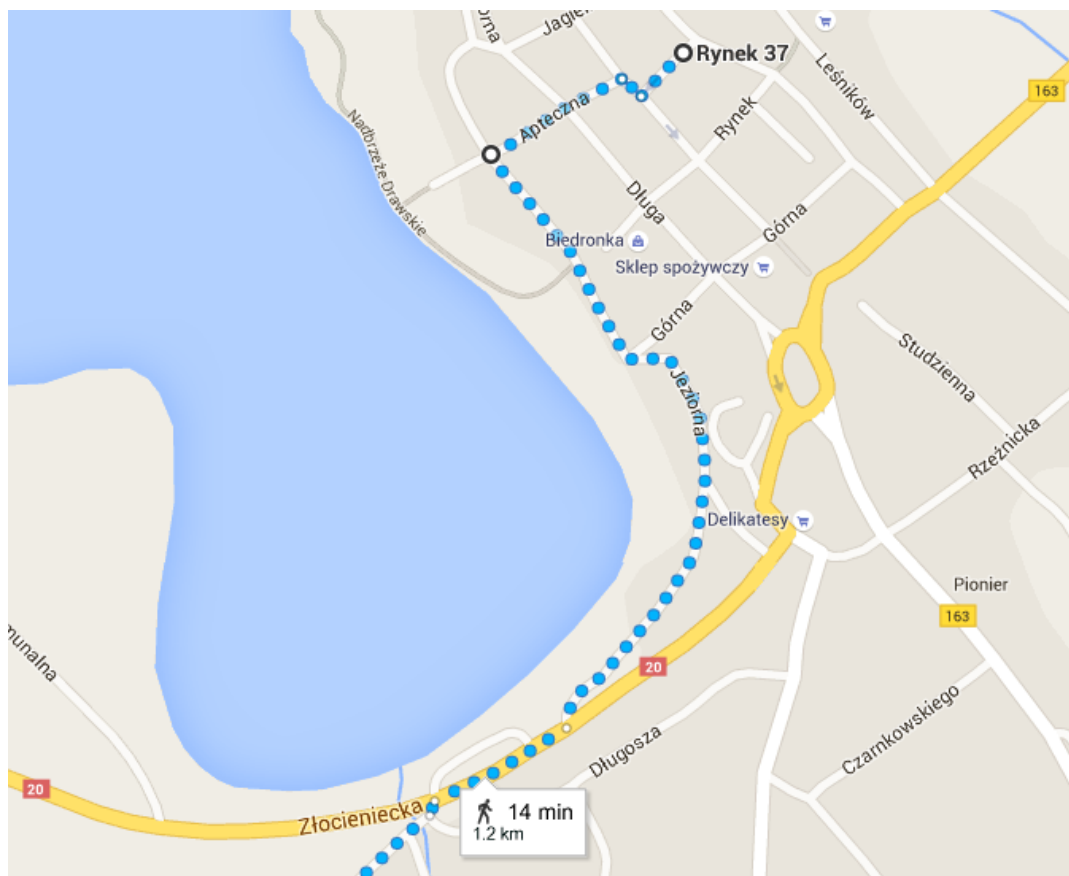 orna
Jagie
Rynek 37
Leśników
163
Apteczna
Rynek
Nadbrzeże Drawskie
Długa
Górna
Biedronka
Sklep spożywczy
Górna
Studzienna
Jeziorna
Rzeźnicka
Delikatesy
Pionier
163
munalna
20
Czarnkowskiego
Długosza
20
Złocieniecka
14 min
1.2 km